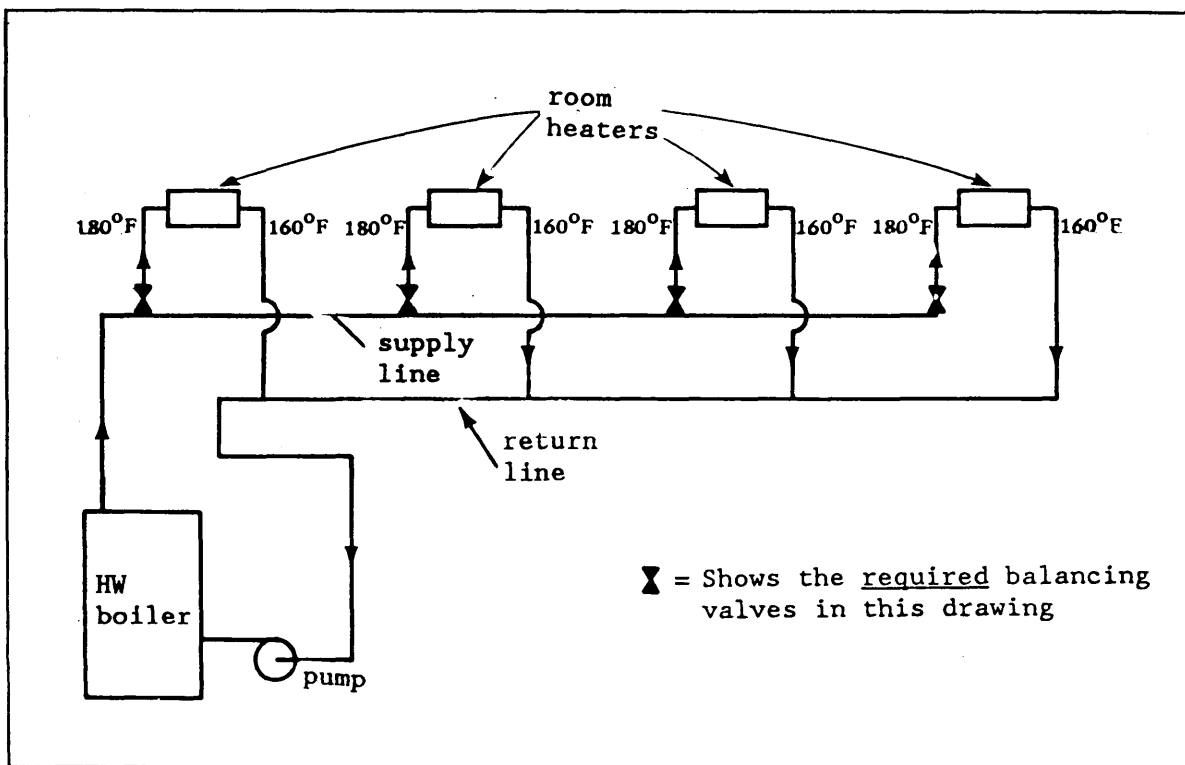 room
heaters
180°F
160°F
180°F
160°F
180°F
160°F
180°F
160°F
supply
line
return
line
HW
boiler
pump
= Shows the required balancing
valves in this drawing